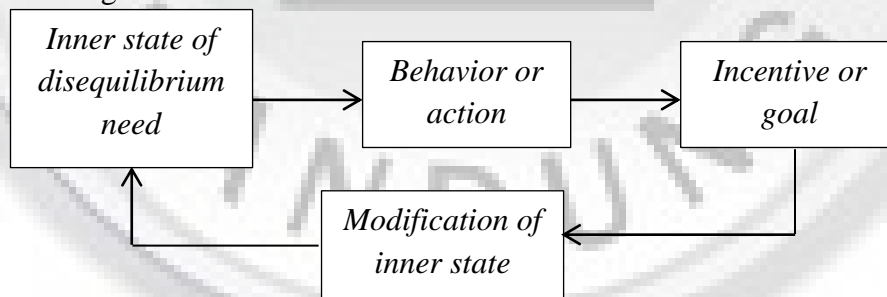 Inner state of
disequilibrium
need
Behavior or
action
Incentive or
goal
Modification of
inner state